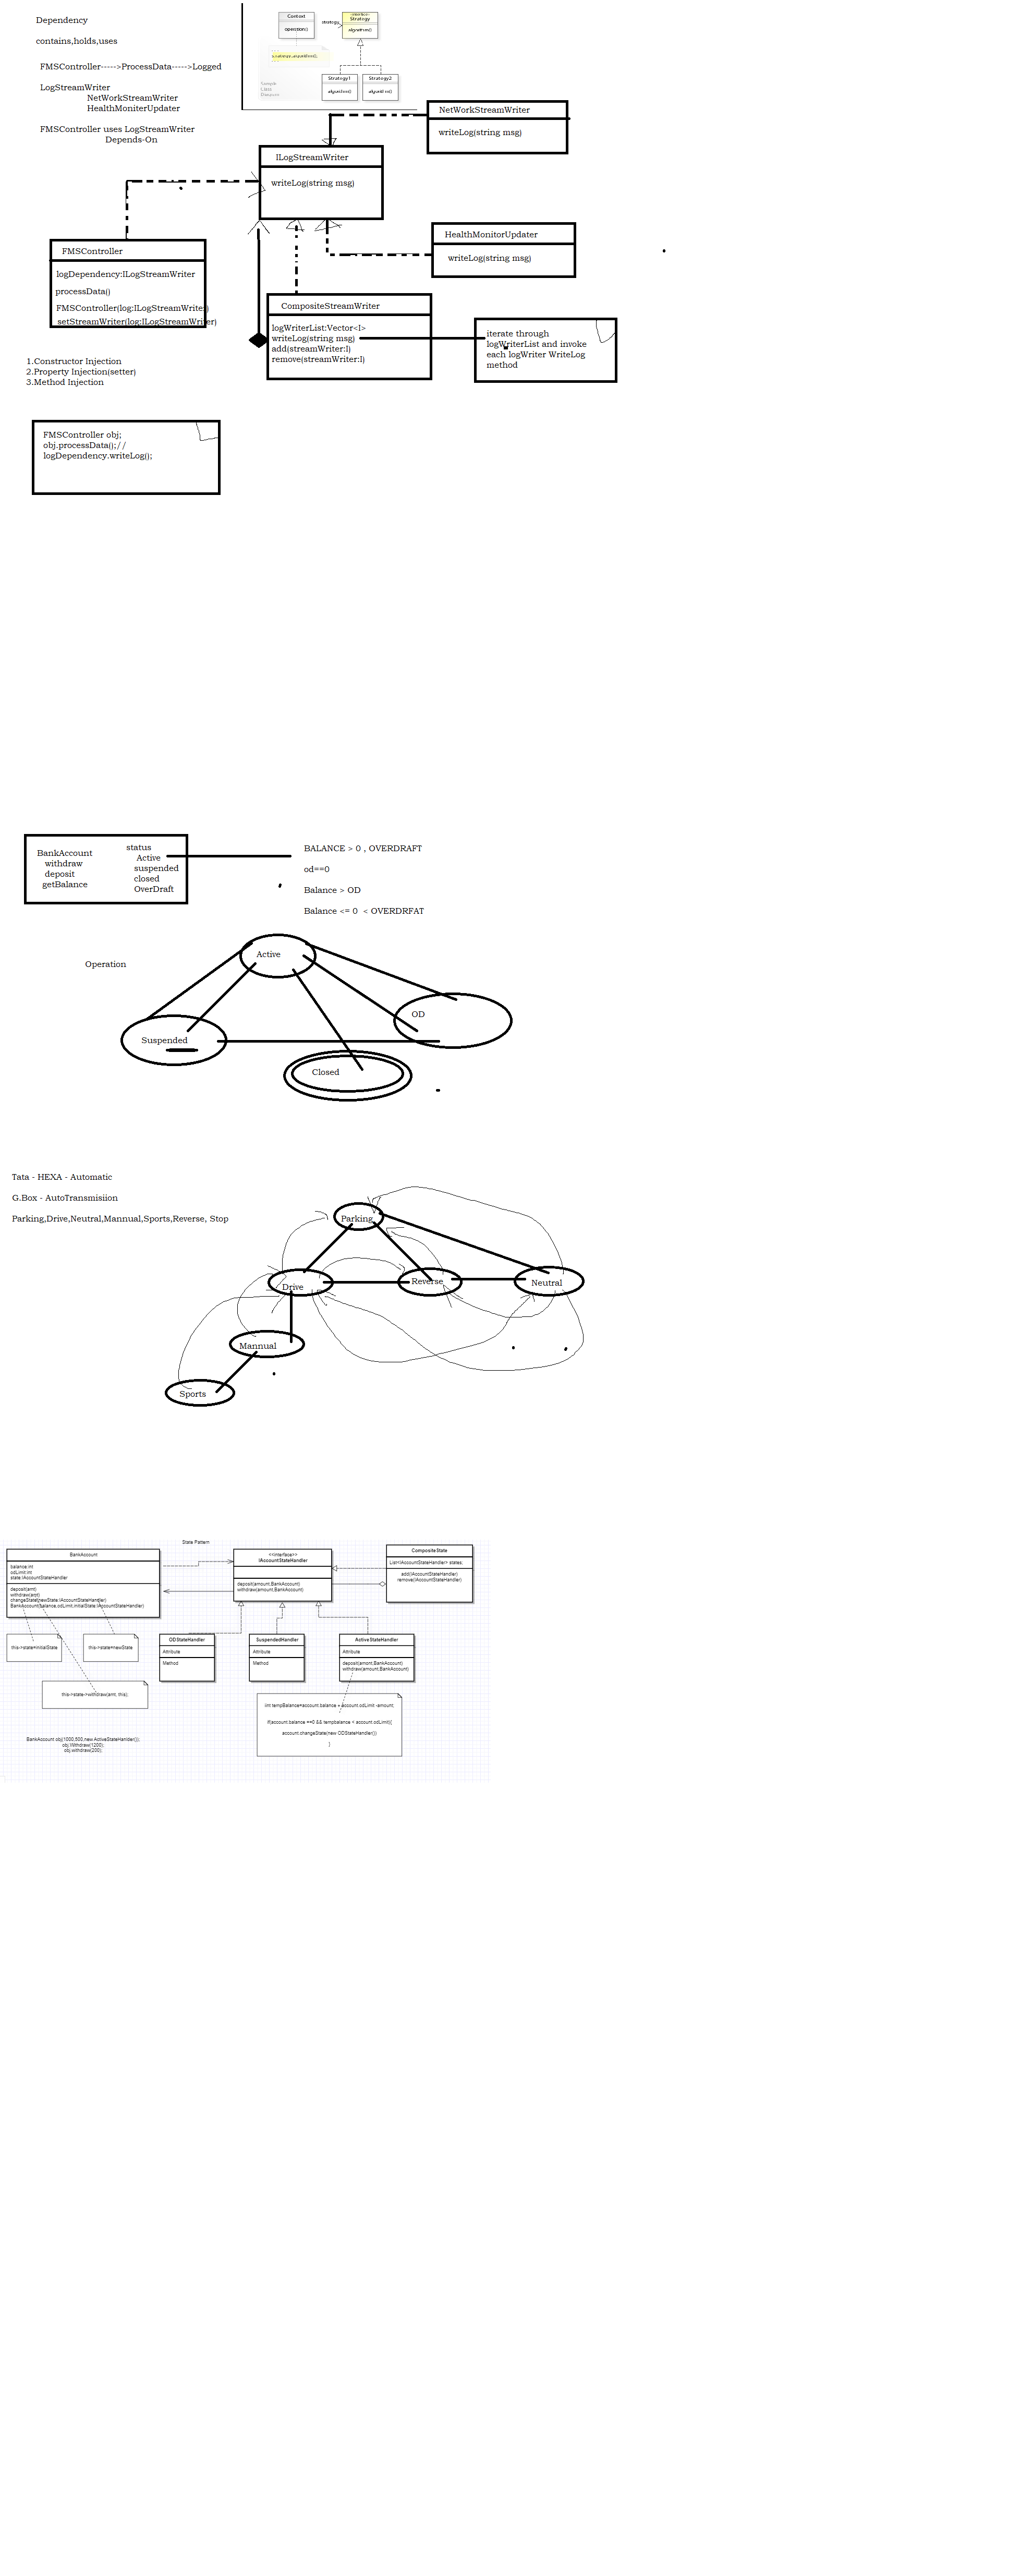 Dependency
contains,holds,uses
FMSController----->ProcessData----->Logged
LogStreamWriter
NetWorkStreamWriter
HealthMoniterUpdater
FMSController uses LogStreamWriter
Depends-On
Context
operation()
strategy
Strategy
algorithm()
Strategy1
algorithm()
Strategy2
algorithm()
NetWorkStreamWriter
writeLog(string msg)
ILogStreamWriter
writeLog(string msg)
HealthMonitorUpdater
writeLog(string msg)
FMSController
logDependency:ILogStreamWriter
processData()
FMSController(log:ILogStreamWriter)
setStreamWriter(log:ILogStreamWriter)
CompositeStreamWriter
logWriterList:Vector<I>
writeLog(string msg)
add(streamWriter:I)
remove(streamWriter:I)
iterate through
logWriterList and invoke
each logWriter WriteLog
method
1.Constructor Injection
2.Property Injection(setter)
3.Method Injection
FMSController obj;
obj.processData();//
logDependency.writeLog();
BankAccount
withdraw
deposit
getBalance
status
Active
suspended
closed
OverDraft
BALANCE > 0 , OVERDRAFT
od==0
Balance > OD
Balance <= 0 < OVERDRFAT
Operation
Active
OD
Suspended
Closed
Tata - HEXA - Automatic
G.Box - AutoTransmisiion
Parking,Drive,Neutral,Mannual,Sports,Reverse, Stop
Parking
Drive
Reverse
Neutral
Mannual
Sports
State Pattern
BankAccount
balance:int
odLimit:int
state:IAccountStateHandler
deposit(amt)
withdraw(amt)
changeState(newState:IAccountStateHandler)
BankAccount(balance,odLimit,initialState:IAccountStateHandler)
<<interface>>
IAccountStateHandler
deposit(amount,BankAccount)
withdraw(amount,BankAccount)
CompositeState
List<IAccountStateHandler> states;
add(IAccountStateHandler)
remove(IAccountStateHandler)
this->state=initialState
this->state=newState
ODStateHandler
Attribute
Method
SuspendedHandler
Attribute
Method
ActiveStateHandler
Attribute
deposit(amont,BankAccount)
withdraw(amount,BankAccount)
this->state->withdraw(amt, this);
int tempBalance=account.balance + account.odLimit -amount;
if(account.balance ==0 && tempbalance < account.odLimit){
account.changeState(new ODStateHandler())
}
BankAccount obj(1000,500,new ActiveStateHanlder());
obj.Withdraw(1200);
obj.withdraw(200);